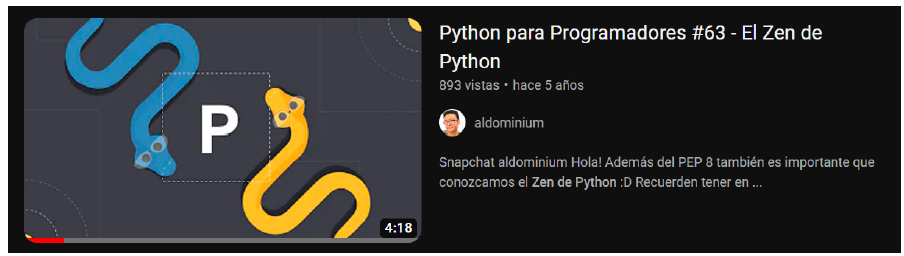 P
4:18
Python para Programadores #63 - El Zen de
Python
893 vistas • hace 5 años
aldominium
Snapchat aldominium Hola! Además del PEP 8 también es importante que
conozcamos el Zen de Python :D Recuerden tener en ...